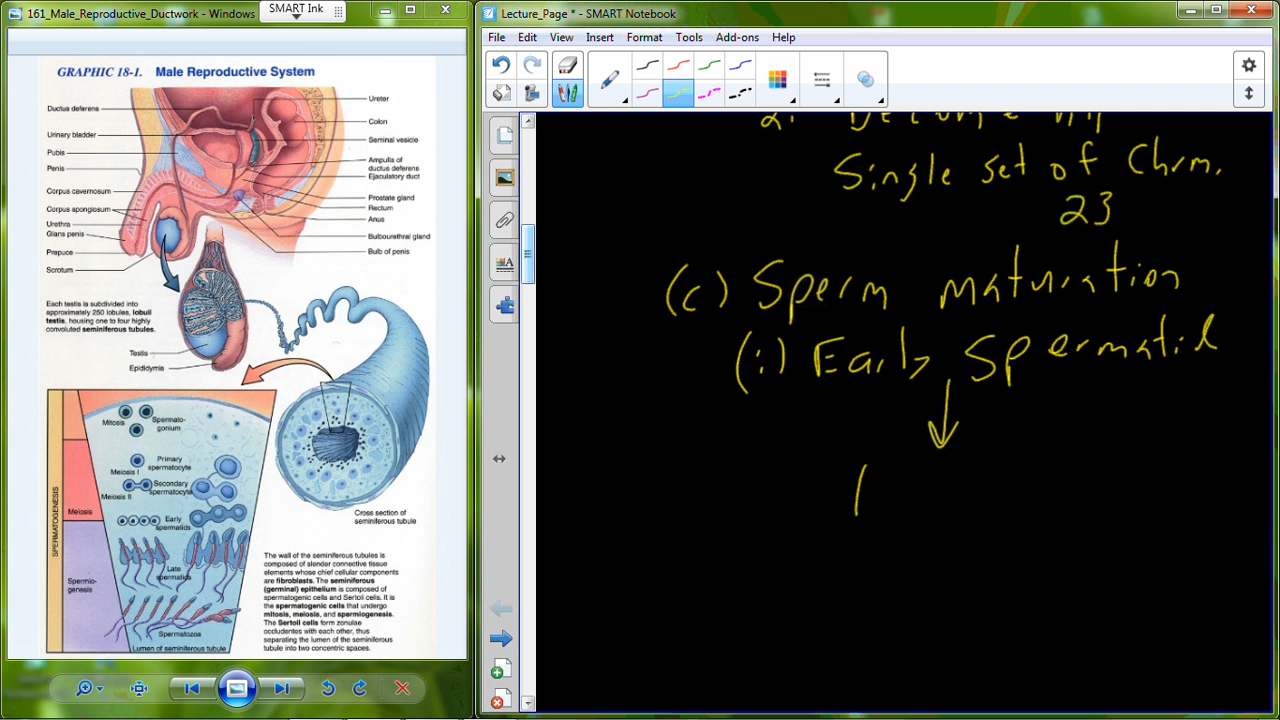 161_Male_Reproductive_Ductwork - Windows
SMART Ink
GRAPHIC 18-1. Male Reproductive System
Ductus deferens
Urinary bladder
Pubis
Penis
Corpus cavernosum
Corpus spongiosum
Urethra
Glans penis
Prepuce
Scrotum
Ureter
Colon
Seminal vesicle
Ampulla of
ductus deferens
Ejaculatory duct
Prostate gland
Rectum
Anus
Bulbourethral gland
Bulb of penis
Each testis is subdivided into
approximately 250 lobules, lobuli
testis, housing one to four highly
convoluted seminiferous tubules.
Testis
Epididymis
SPERMATOGENESIS
Mitosis
Spermato-
gonium
Primary
spermatocyte
Meiosis I
Secondary
spermatocyte
Meiosis II
Meiosis
Early
spermatids
Late
spermatids
Spermio-
genesis
Spermatozoa
Lumen of seminiferous tubule
Cross section of
seminiferous tubule
The wall of the seminiferous tubules is
composed of slender connective tissue
elements whose chief cellular components
are fibroblasts. The seminiferous
(germinal) epithelium is composed of
spermatogenic cells and Sertoli cells. It is
the spermatogenic cells that undergo
mitosis, meiosis, and spermiogenesis.
The Sertoli cells form zonulae
occludentes with each other, thus
separating the lumen of the seminiferous
tubule into two concentric spaces.
Lecture_Page * - SMART Notebook
File Edit View Insert Format Tools Add-ons Help
2.
Single set of Chrm.
23
(c) Sperm maturation
(i) Early Spermatid